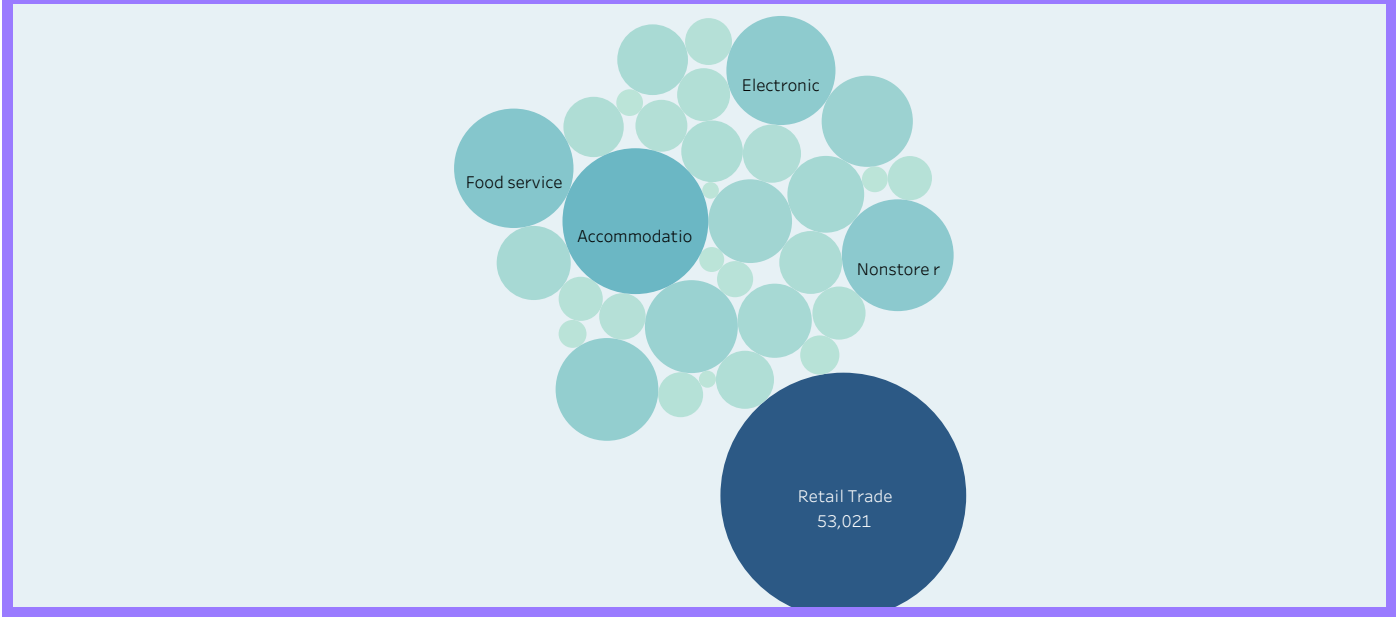 Electronic
Food service
Accommodatio
Nonstore r
Retail Trade
53,021